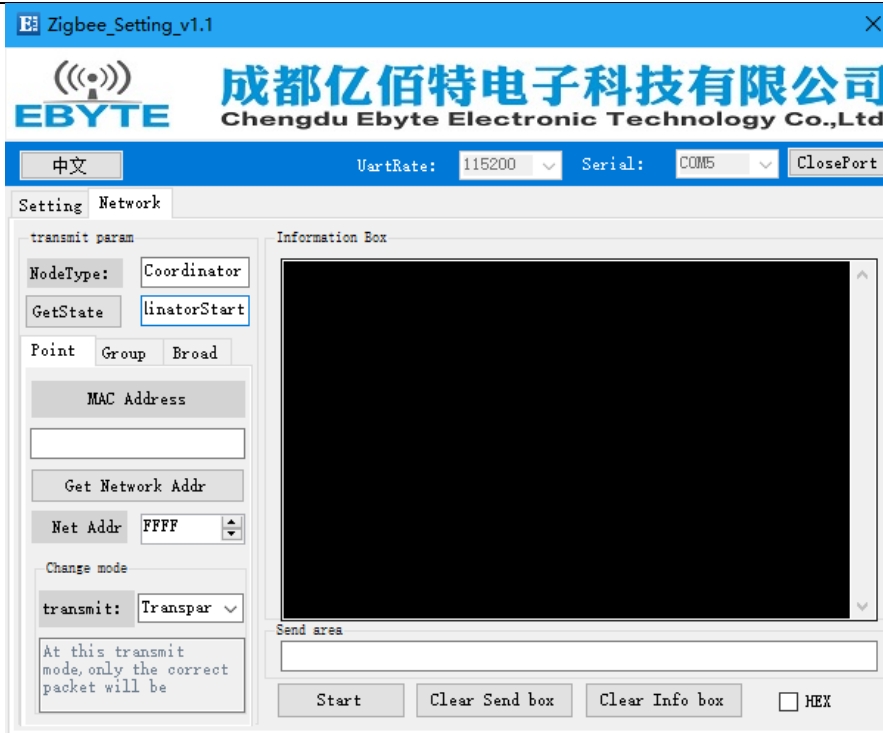 Zigbee_Setting_v1.1
EBYTE
成都亿佰特电子科技有限公司
Chengdu Ebyte Electronic Technology Co.,Ltd
中文 UartRate: 115200 Serial: COM5 ClosePort
Setting Network
transmit param
NodeType: Coordinator
GetState linatorStart
Point Group Broad
MAC Address
Get Network Addr
Net Addr FFFF
Change mode
transmit: Transpar
At this transmit
mode,only the correct
packet will be
Information Box
Send area
Start Clear Send box Clear Info box HEX